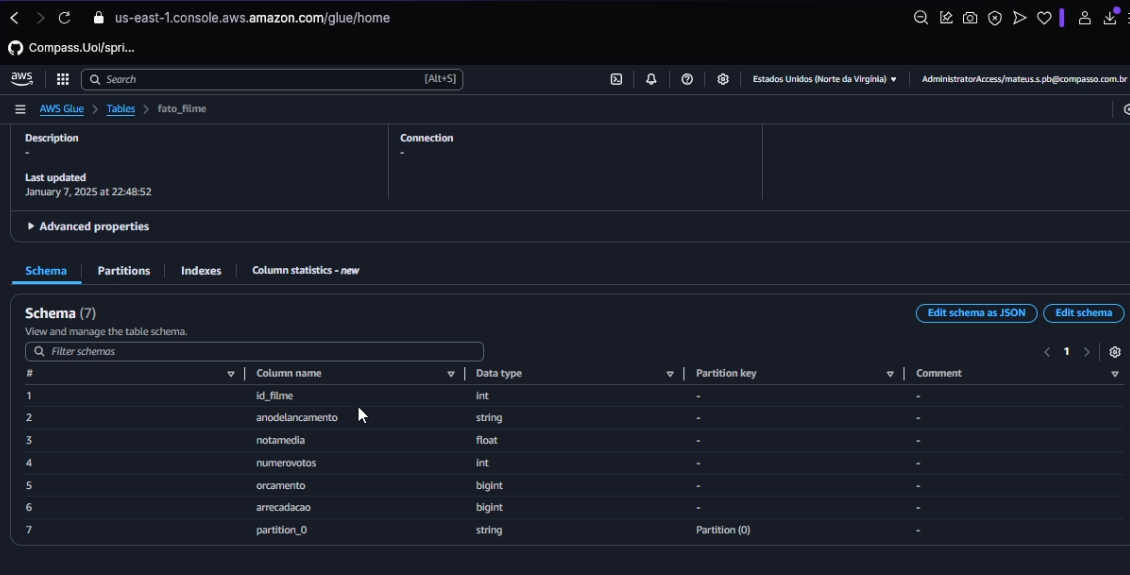 us-east-1.console.aws.amazon.com/glue/home
Compass.Uol/spri...
aws Search [Alt+S] Estados Unidos (Norte da Virgínia) AdministratorAccess/mateus.s.pb@compasso.com.br
AWS Glue > Tables > fato_filme
Description Connection
- -
Last updated
January 7, 2025 at 22:48:52
Advanced properties
Schema Partitions Indexes Column statistics - new
Schema (7) Edit schema as JSON Edit schema
View and manage the table schema.
Filter schemas 1
# Column name Data type Partition key Comment
1 id_filme int - -
2 anodelancamento string - -
3 notamedia float - -
4 numerovotos int - -
5 orcamento bigint - -
6 arrecadacao bigint - -
7 partition_0 string Partition (0) -